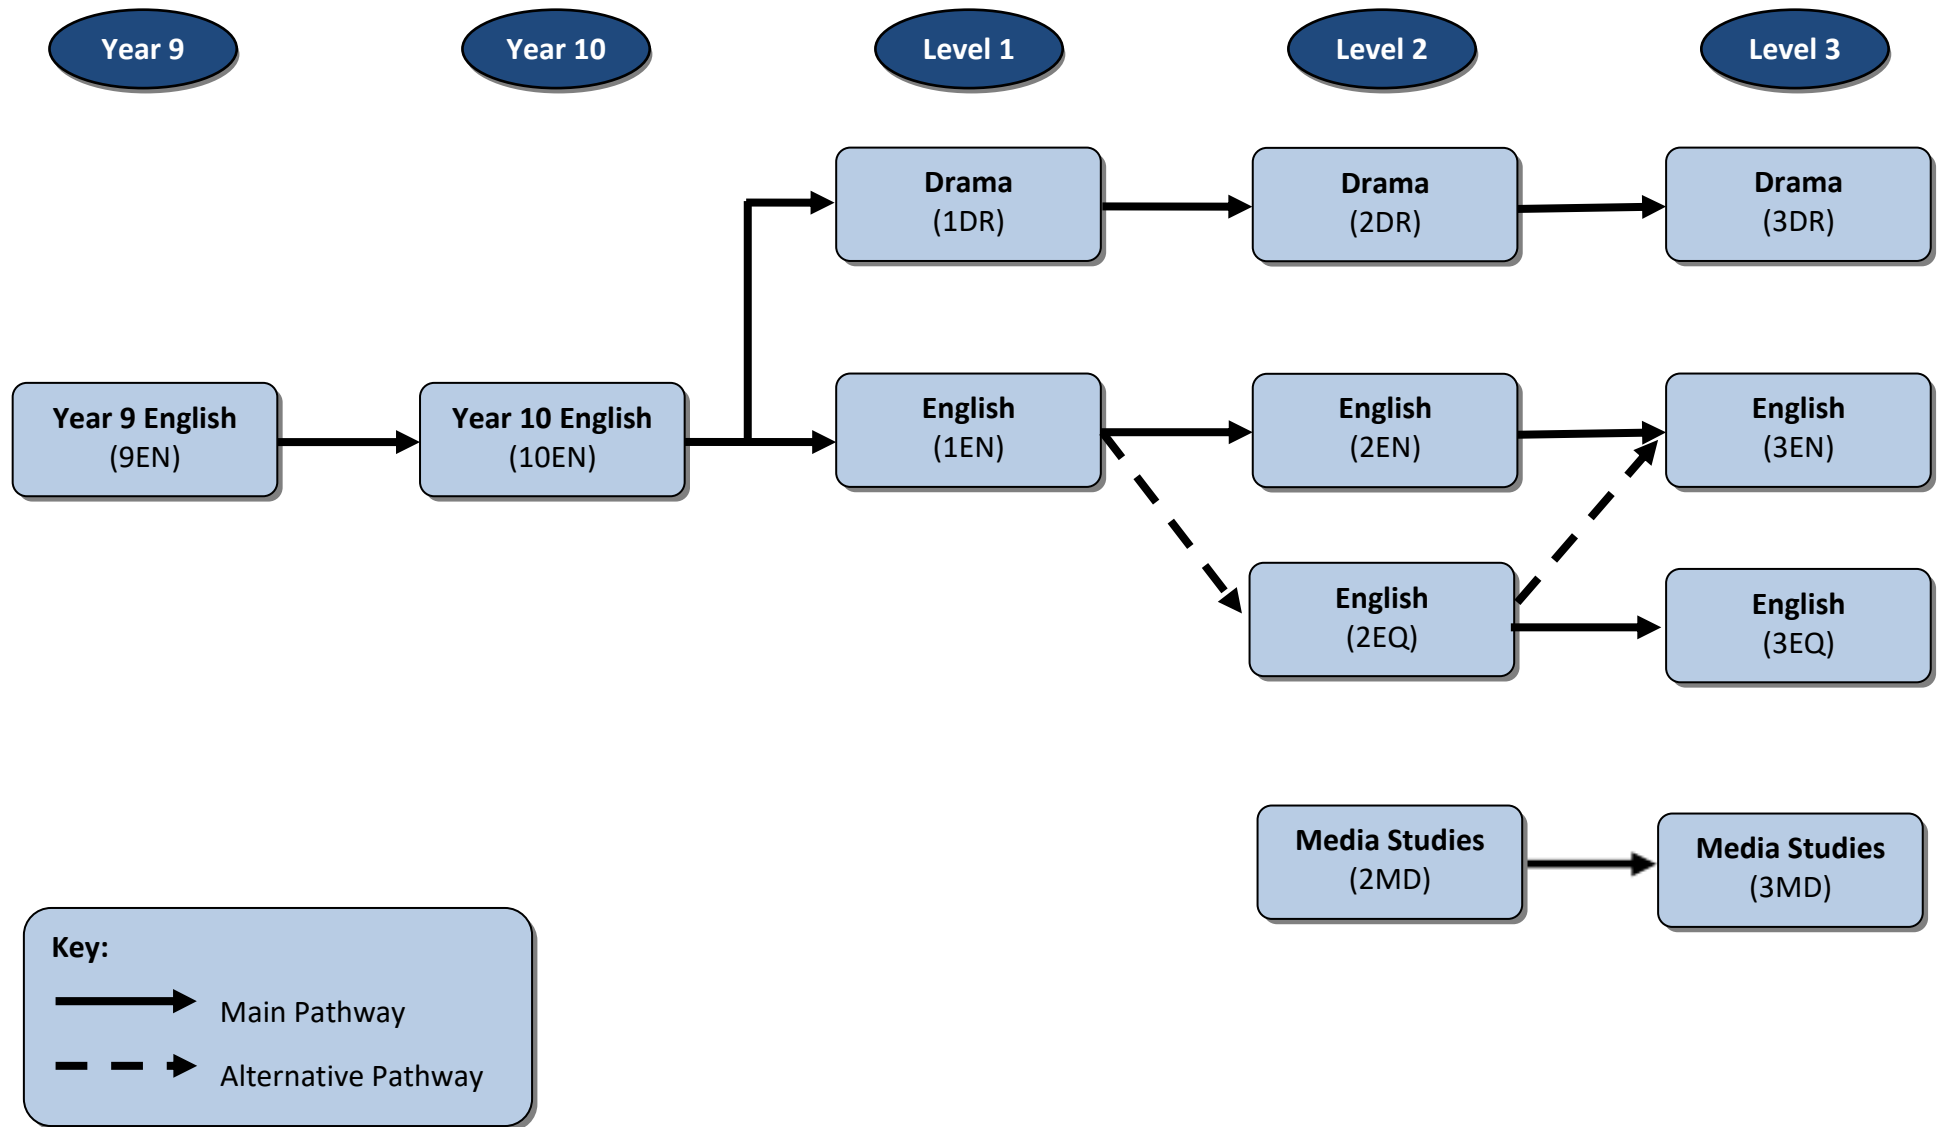 Year 9
Year 10
Level 1
Level 2
Level 3
Drama
(1DR)
Drama
(2DR)
Drama
(3DR)
Year 9 English
(9EN)
Year 10 English
(10EN)
English
(1EN)
English
(2EN)
English
(3EN)
English
(2EQ)
English
(3EQ)
Media Studies
(2MD)
Media Studies
(3MD)
Key:
Main Pathway
Alternative Pathway